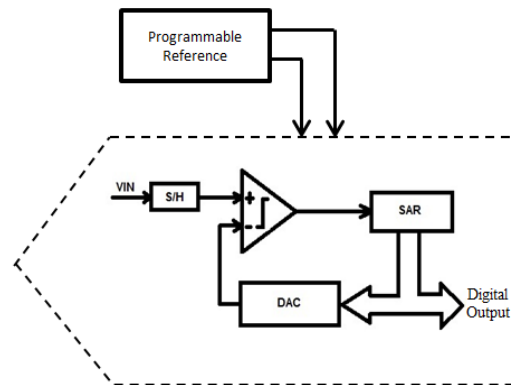 Programmable
Reference
VIN
S/H
+
-
SAR
DAC
Digital
Output